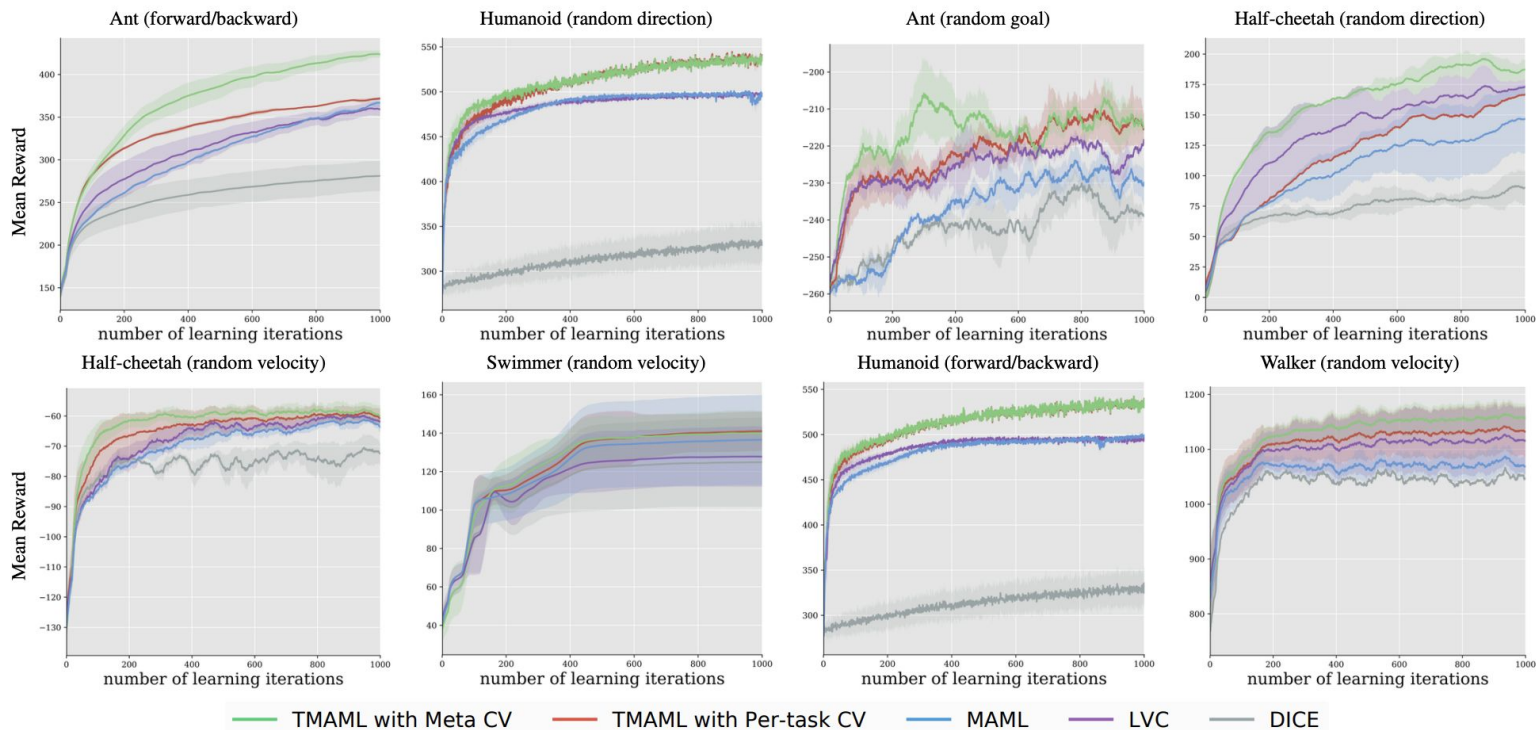 Ant (forward/backward)
Humanoid (random direction)
Ant (random goal)
Half-cheetah (random direction)
Mean Reward
400
350
300
250
200
150
0 200 400 600 800 1000
number of learning iterations
550
500
450
400
350
300
0 200 400 600 800 1000
number of learning iterations
−200
−210
−220
−230
−240
−250
−260
0 200 400 600 800 1000
number of learning iterations
200
175
150
125
100
75
50
25
0
0 200 400 600 800 1000
number of learning iterations
Half-cheetah (random velocity)
Swimmer (random velocity)
Humanoid (forward/backward)
Walker (random velocity)
Mean Reward
−60
−70
−80
−90
−100
−110
−120
−130
0 200 400 600 800 1000
number of learning iterations
160
140
120
100
80
60
40
0 200 400 600 800 1000
number of learning iterations
550
500
450
400
350
300
0 200 400 600 800 1000
number of learning iterations
1200
1100
1000
900
800
0 200 400 600 800 1000
number of learning iterations
TMAML with Meta CV TMAML with Per-task CV MAML LVC DICE